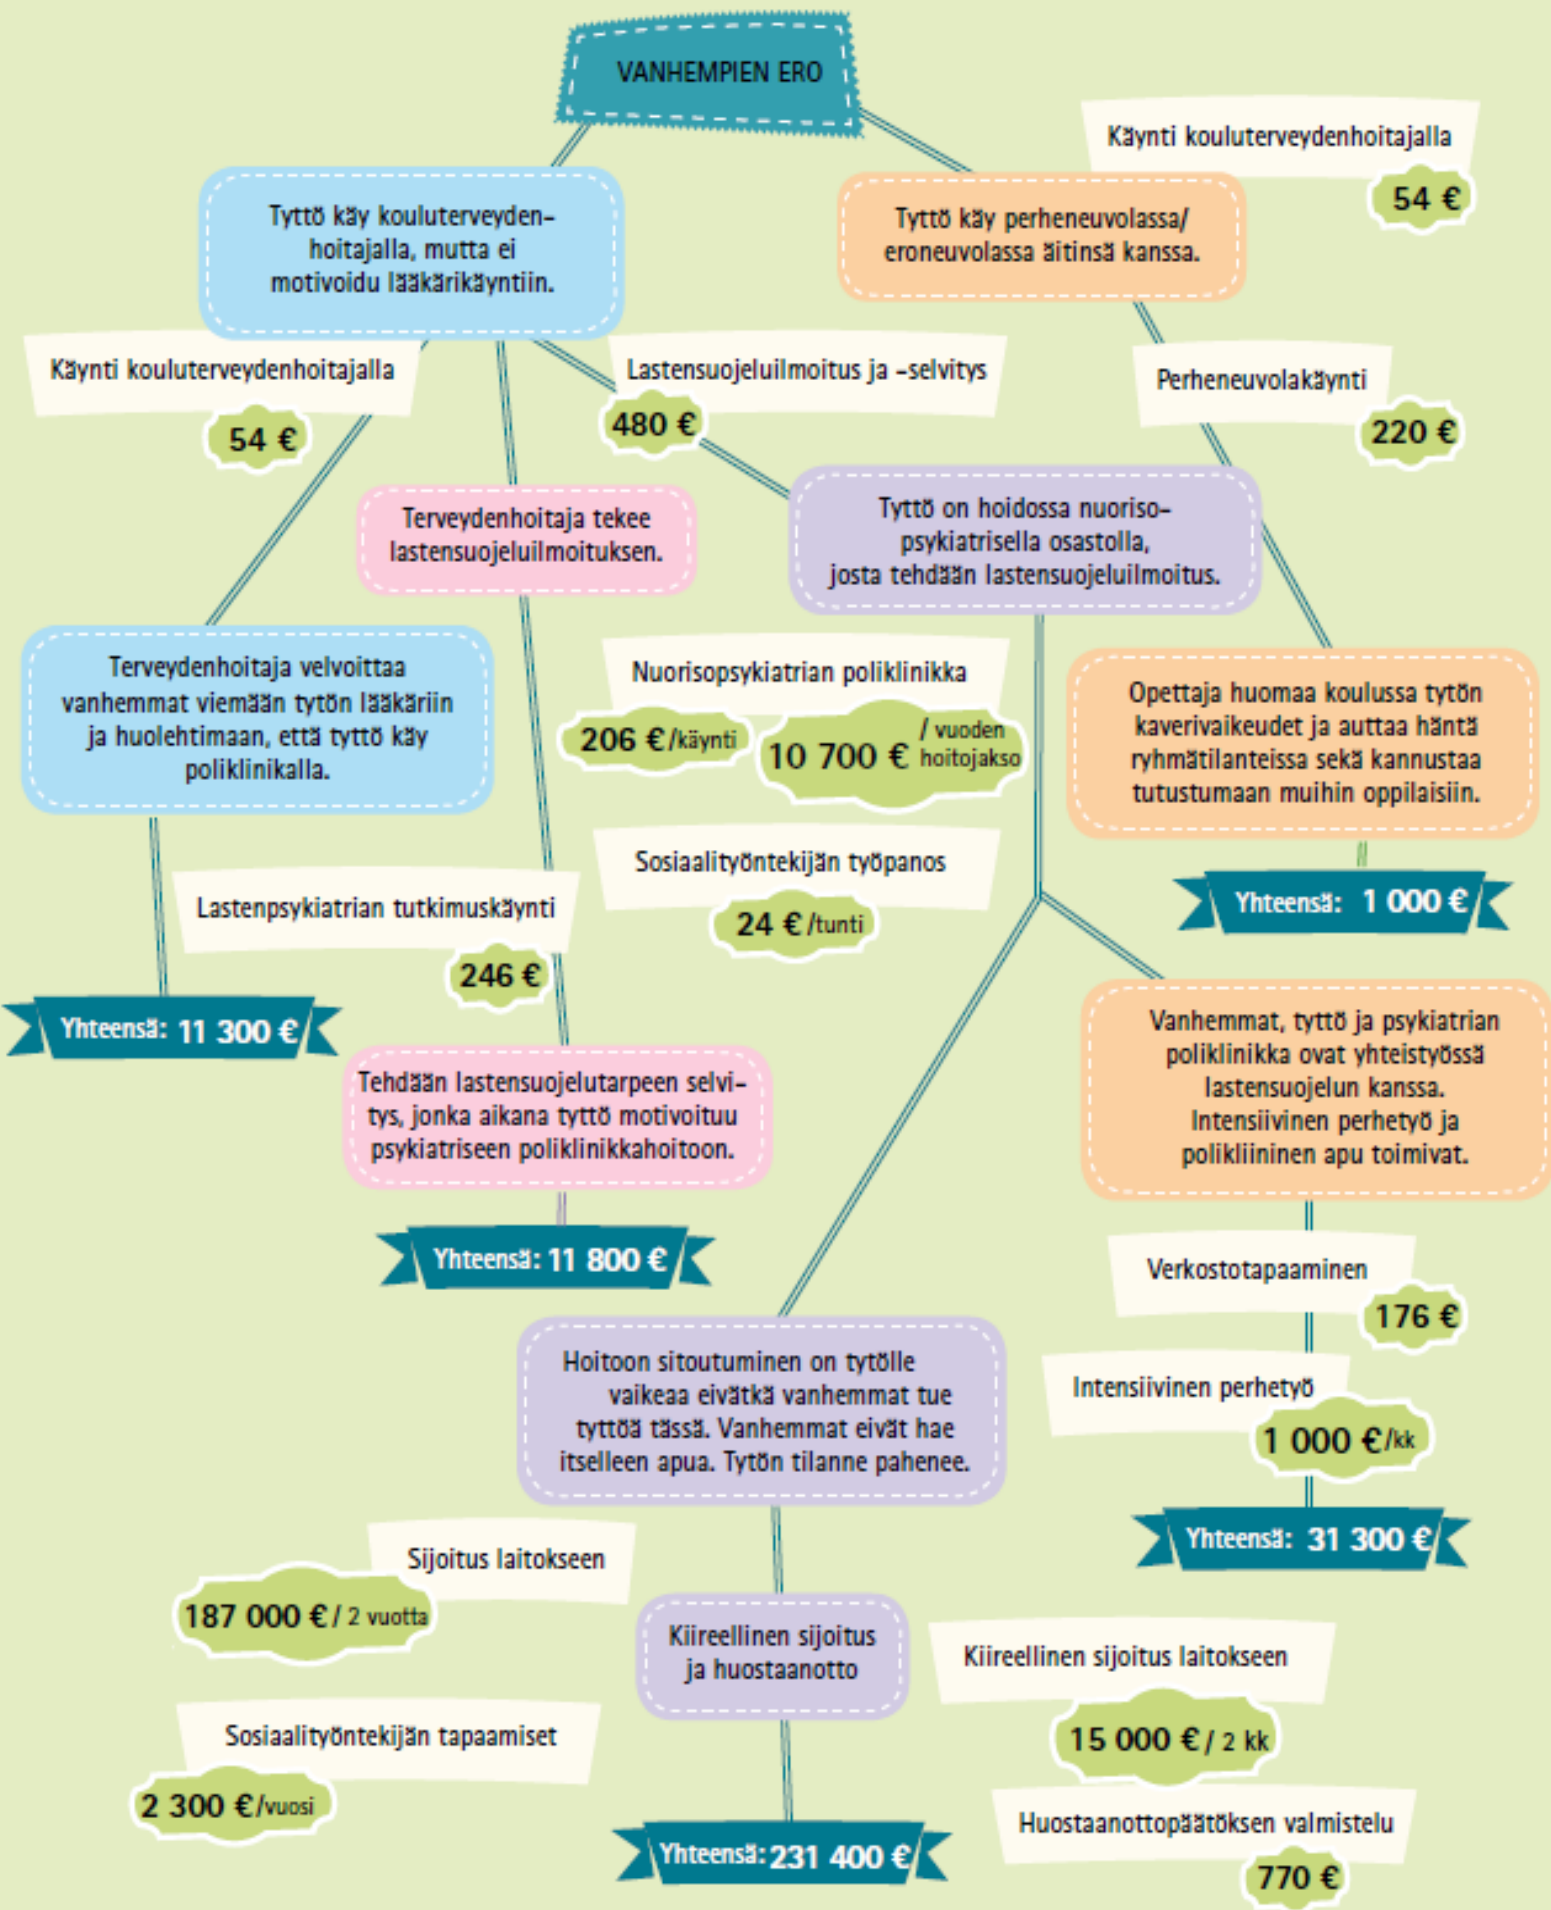 VANHEMPIEN ERO
Käynti kouluterveydenhoitajalla
54 €
Tyttö käy kouluterveyden-
hoitajalla, mutta ei
motivoidu lääkärikäyntiin.
Tyttö käy perheneuvolassa/
eroneuvolassa äitinsä kanssa.
Käynti kouluterveydenhoitajalla
54 €
Lastensuojeluilmoitus ja -selvitys
480 €
Perheneuvolakäynti
220 €
Terveydenhoitaja tekee
lastensuojeluilmoituksen.
Tyttö on hoidossa nuoriso-
psykiatrisella osastolla,
josta tehdään lastensuojeluilmoitus.
Terveydenhoitaja velvoittaa
vanhemmat viemään tytön lääkäriin
ja huolehtimaan, että tyttö käy
poliklinikalla.
Nuorisopsykiatrian poliklinikka
206 €/käynti
10 700 € / vuoden
hoitojakso
Opettaja huomaa koulussa tytön
kaverivaikeudet ja auttaa häntä
ryhmätilanteissa sekä kannustaa
tutustumaan muihin oppilaisiin.
Sosiaalityöntekijän työpanos
24 €/tunti
Yhteensä: 1 000 €
Lastenpsykiatrian tutkimuskäynti
246 €
Yhteensä: 11 300 €
Vanhemmat, tyttö ja psykiatrian
poliklinikka ovat yhteistyössä
lastensuojelun kanssa.
Intensiivinen perhetyö ja
polikliininen apu toimivat.
Tehdään lastensuojelutarpeen selvi-
tys, jonka aikana tyttö motivoituu
psykiatriseen poliklinikkahoitoon.
Yhteensä: 11 800 €
Verkostotapaaminen
176 €
Hoitoon sitoutuminen on tytölle
vaikeaa eivätkä vanhemmat tue
tyttöä tässä. Vanhemmat eivät hae
itselleen apua. Tytön tilanne pahenee.
Intensiivinen perhetyö
1 000 €/kk
Yhteensä: 31 300 €
Sijoitus laitokseen
187 000 €/ 2 vuotta
Kiireellinen sijoitus
ja huostaanotto
Kiireellinen sijoitus laitokseen
15 000 €/ 2 kk
Sosiaalityöntekijän tapaamiset
2 300 €/vuosi
Huostaanottopäätöksen valmistelu
770 €
Yhteensä: 231 400 €